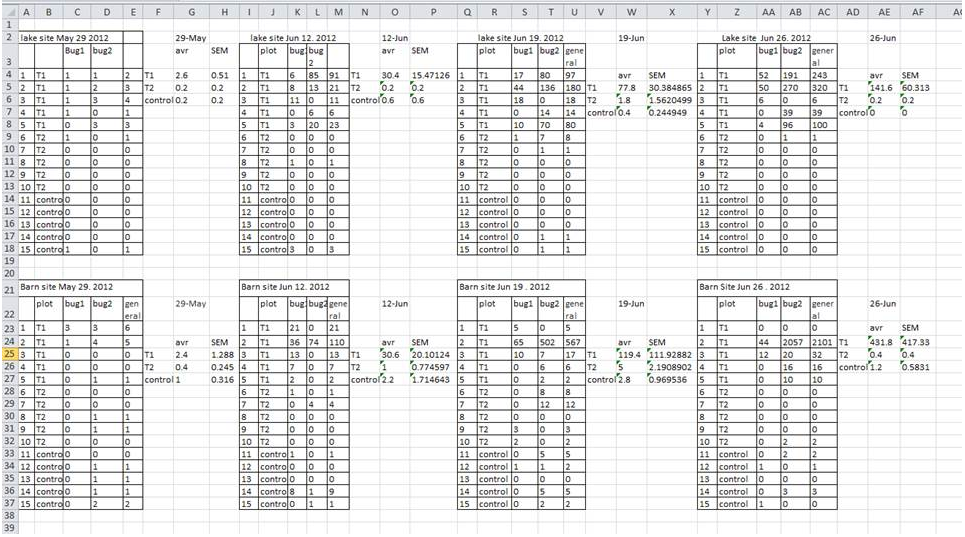 A B C D E F G H I J K L M N O P Q R S T U V W X Y Z AA AB AC AD AE AF
1
2 lake site May 29 2012 29-May lake site Jun 12. 2012 12-Jun lake site Jun 19. 2012 19-Jun Lake site Jun 26. 2012 26-Jun
3 Bug1 bug2 avr SEM plot bug1 bug 2 avr SEM plot bug1 bug2 gene ral plot bug1 bug2 gener al
4 1 T1 1 1 2 T1 2.6 0.51 1 T1 6 85 91 T1 30.4 15.47126 1 T1 17 80 97 avr SEM 1 T1 52 191 243 avr SEM
5 2 T1 1 2 3 T2 0.2 0.2 2 T1 8 13 21 T2 0.2 0.2 2 T1 44 136 180 T1 77.8 30.384865 2 T1 50 270 320 T1 141.6 60.313
6 3 T1 1 3 4 control 0.2 0.2 3 T1 11 0 11 control 0.6 0.6 3 T1 18 0 18 T2 1.8 1.5620499 3 T1 6 0 6 T2 0.2 0.2
7 4 T1 1 0 1 4 T1 0 6 6 4 T1 0 14 14 control 0.4 0.244949 4 T1 0 39 39 control 0 0
8 5 T1 0 3 3 5 T1 3 20 23 5 T1 10 70 80 5 T1 4 96 100
9 6 T2 1 0 1 6 T2 0 0 0 6 T2 1 7 8 6 T2 0 1 1
10 7 T2 0 0 0 7 T2 0 0 0 7 T2 0 1 1 7 T2 0 0 0
11 8 T2 0 0 0 8 T2 1 0 1 8 T2 0 0 0 8 T2 0 0 0
12 9 T2 0 0 0 9 T2 0 0 0 9 T2 0 0 0 9 T2 0 0 0
13 10 T2 0 0 0 10 T2 0 0 0 10 T2 0 0 0 10 T2 0 0 0
14 11 contro 0 0 0 11 contro 0 0 0 11 control 0 0 0 11 control 0 0 0
15 12 contro 0 0 0 12 contro 0 0 0 12 control 0 0 0 12 control 0 0 0
16 13 contro 0 0 0 13 contro 0 0 0 13 control 0 0 0 13 control 0 0 0
17 14 contro 0 0 0 14 contro 0 0 0 14 control 0 1 1 14 control 0 0 0
18 15 contro 1 0 1 15 contro 3 0 3 15 control 0 1 1 15 control 0 0 0
19
20
21 Barn site May 29. 2012 Barn site Jun 12. 2012 Barn site Jun 19 . 2012 Barn Site Jun 26 . 2012
22 plot bug1 bug2 gen eral 29-May plot bug1 bug2 gene ral 12-Jun plot bug1 bug2 gene ral 19-Jun plot bug1 bug2 gener al 26-Jun
23 1 T1 3 3 6 1 T1 21 0 21 1 T1 5 0 5 1 T1 0 0 0 avr SEM
24 2 T1 1 4 5 avr SEM 2 T1 36 74 110 avr SEM 2 T1 65 502 567 avr SEM 2 T1 44 2057 2101 T1 431.8 417.33
25 3 T1 0 0 0 T1 2.4 1.288 3 T1 13 0 13 T1 30.6 20.10124 3 T1 10 7 17 T1 119.4 111.92882 3 T1 12 20 32 T2 0.4 0.4
26 4 T1 0 0 0 T2 0.4 0.245 4 T1 7 0 7 T2 1 0.774597 4 T1 0 6 6 T2 5 2.1908902 4 T1 0 16 16 control 1.2 0.5831
27 5 T1 0 1 1 control 1 0.316 5 T1 2 0 2 control 2.2 1.714643 5 T1 0 2 2 control 2.8 0.969536 5 T1 0 10 10
28 6 T2 0 0 0 6 T2 1 0 1 6 T2 0 8 8 6 T2 0 0 0
29 7 T2 0 0 0 7 T2 0 4 4 7 T2 0 12 12 7 T2 0 0 0
30 8 T2 0 1 1 8 T2 0 0 0 8 T2 0 0 0 8 T2 0 0 0
31 9 T2 0 1 1 9 T2 0 0 0 9 T2 3 0 3 9 T2 0 0 0
32 10 T2 0 0 0 10 T2 0 0 0 10 T2 0 2 2 10 T2 0 2 2
33 11 contro 0 0 0 11 contro 1 0 1 11 control 0 5 5 11 control 0 2 2
34 12 contro 0 1 1 12 contro 0 0 0 12 control 1 1 2 12 control 1 0 1
35 13 contro 0 1 1 13 contro 0 0 0 13 control 0 0 0 13 control 0 0 0
36 14 contro 0 1 1 14 contro 8 1 9 14 control 0 5 5 14 control 0 3 3
37 15 contro 0 2 2 15 contro 0 1 1 15 control 0 2 2 15 control 1 0 0
38
39